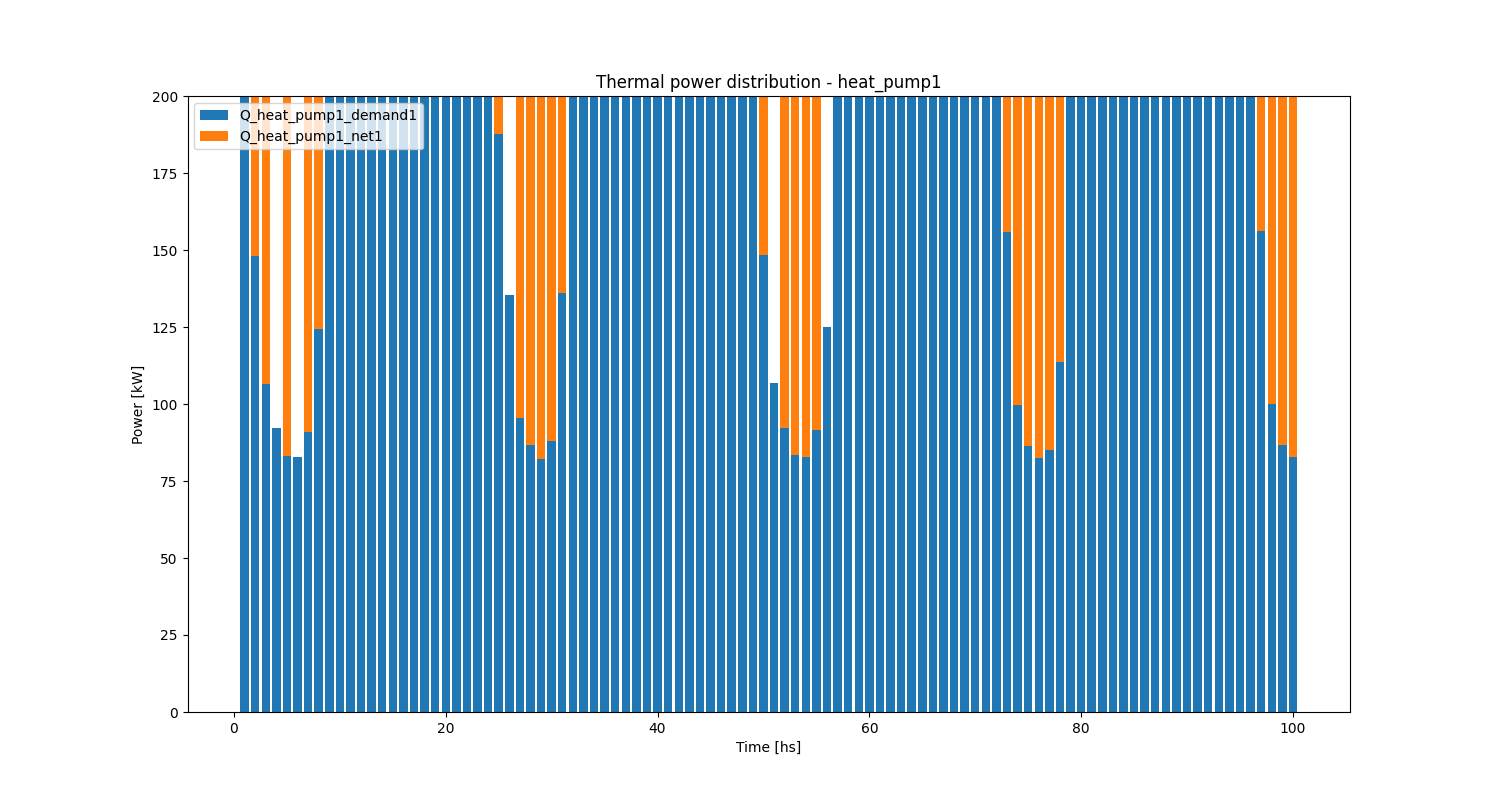 Thermal power distribution - heat_pump1
Q_heat_pump1_demand1
Q_heat_pump1_net1
200
175
150
125
100
75
50
25
0
Power [kW]
0 20 40 60 80 100
Time [hs]